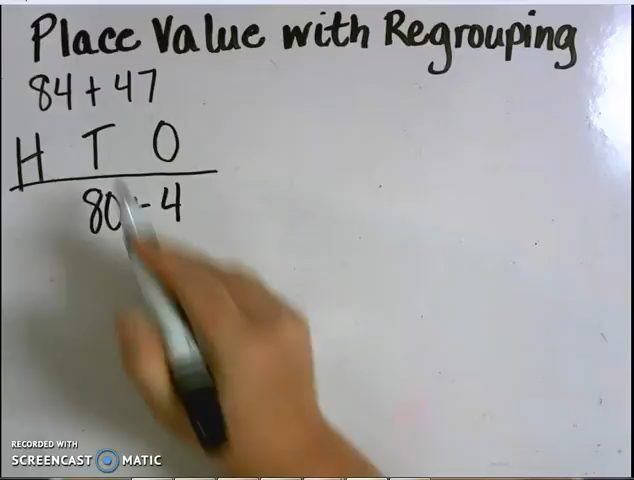 Place Value with Regrouping
84 + 47
H T O
80 - 4
RECORDED WITH
SCREENCAST MATIC